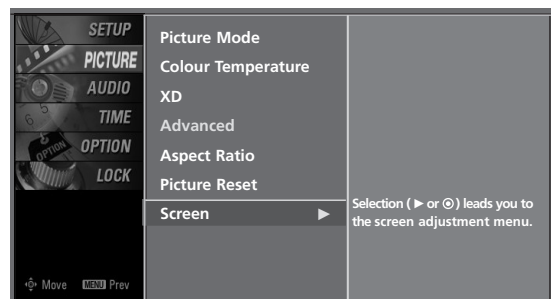 SETUP
PICTURE
AUDIO
TIME
OPTION
LOCK
Move MENU Prev
Picture Mode
Colour Temperature
XD
Advanced
Aspect Ratio
Picture Reset
Screen ►
Selection ( ► or ⊙ ) leads you to
the screen adjustment menu.